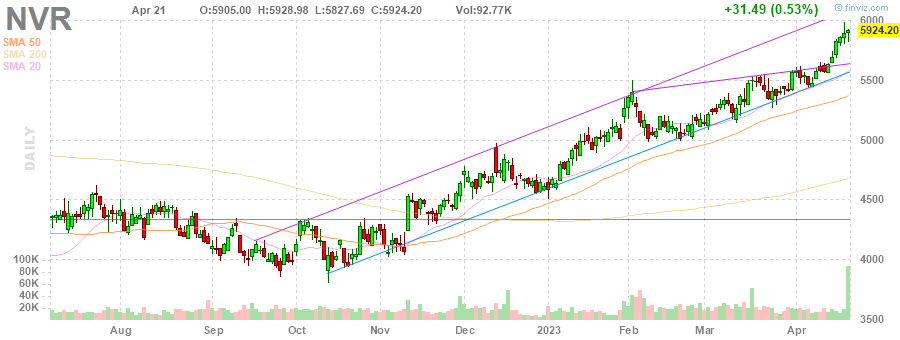 NVR
Apr 21 O:5905.00 H:5928.98 L:5827.69 C:5924.20 Vol:92.77K +31.49 (0.53%)
© finviz.com
SMA 50
SMA 200
SMA 20
DAILY
6000
5924.20
5500
5000
4500
4000
3500
100K
80K
60K
40K
20K
Aug Sep Oct Nov Dec 2023 Feb Mar Apr